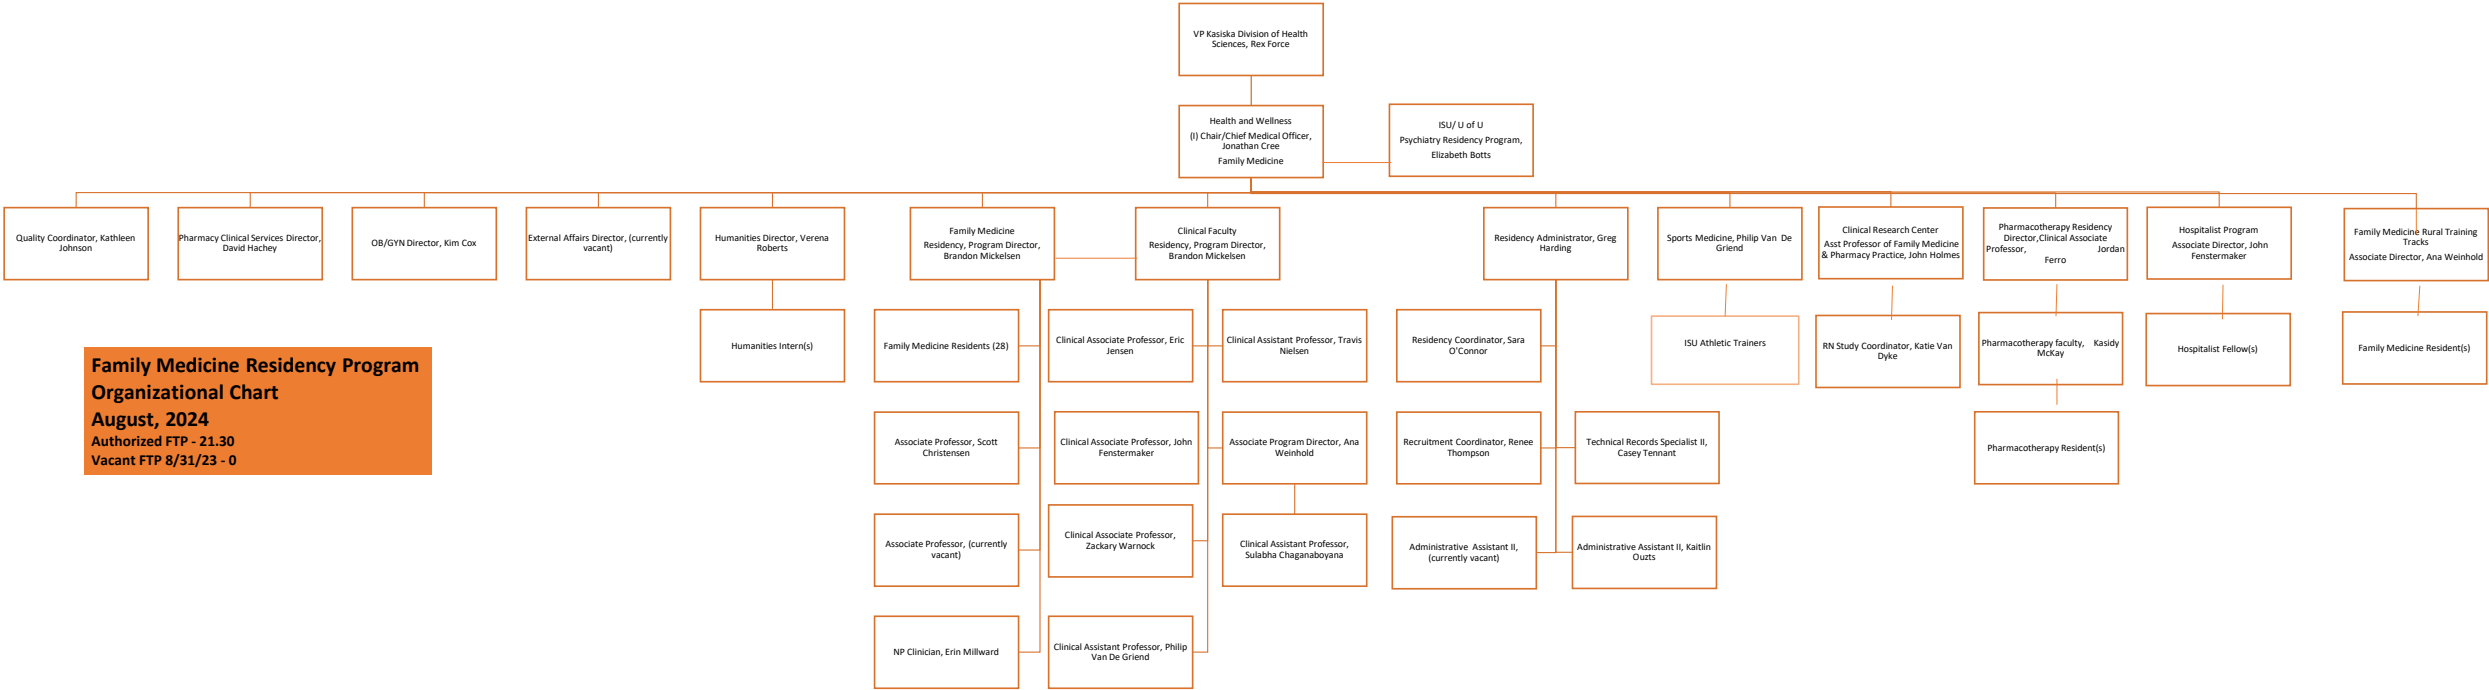 VP Kasiska Division of Health
Sciences, Rex Force
Health and Wellness
(I) Chair/Chief Medical Officer,
Jonathan Cree
Family Medicine
ISU/ U of U
Psychiatry Residency Program,
Elizabeth Botts
Quality Coordinator, Kathleen
Johnson
Pharmacy Clinical Services Director,
David Hachey
OB/GYN Director, Kim Cox
External Affairs Director, (currently
vacant)
Humanities Director, Verena
Roberts
Family Medicine
Residency, Program Director,
Brandon Mickelsen
Clinical Faculty
Residency, Program Director,
Brandon Mickelsen
Residency Administrator, Greg
Harding
Sports Medicine, Philip Van De
Griend
Clinical Research Center
Asst Professor of Family Medicine
& Pharmacy Practice, John Holmes
Pharmacotherapy Residency
Director,Clinical Associate
Professor, Jordan
Ferro
Hospitalist Program
Associate Director, John
Fenstermaker
Family Medicine Rural Training
Tracks
Associate Director, Ana Weinhold
Humanities Intern(s)
Family Medicine Residents (28)
Clinical Associate Professor, Eric
Jensen
Clinical Assistant Professor, Travis
Nielsen
Residency Coordinator, Sara
O'Connor
ISU Athletic Trainers
RN Study Coordinator, Katie Van
Dyke
Pharmacotherapy faculty, Kasidy
McKay
Hospitalist Fellow(s)
Family Medicine Resident(s)
Family Medicine Residency Program
Organizational Chart
August, 2024
Authorized FTP - 21.30
Vacant FTP 8/31/23 - 0
Associate Professor, Scott
Christensen
Clinical Associate Professor, John
Fenstermaker
Associate Program Director, Ana
Weinhold
Recruitment Coordinator, Renee
Thompson
Technical Records Specialist II,
Casey Tennant
Pharmacotherapy Resident(s)
Associate Professor, (currently
vacant)
Clinical Associate Professor,
Zackary Warnock
Clinical Assistant Professor,
Sulabha Chaganaboyana
Administrative Assistant II,
(currently vacant)
Administrative Assistant II, Kaitlin
Ouzts
NP Clinician, Erin Millward
Clinical Assistant Professor, Philip
Van De Griend